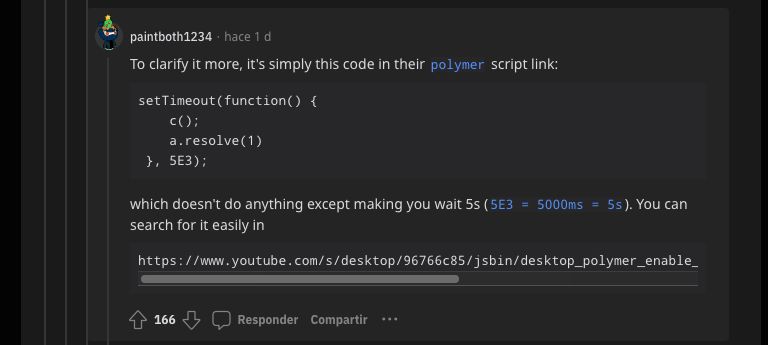 paintboth1234 · hace 1 d
To clarify it more, it's simply this code in their polymer script link:
setTimeout(function() {
    c();
    a.resolve(1)
 }, 5E3);
which doesn't do anything except making you wait 5s (5E3 = 5000ms = 5s). You can
search for it easily in
https://www.youtube.com/s/desktop/96766c85/jsbin/desktop_polymer_enable_
166 Responder Compartir ···